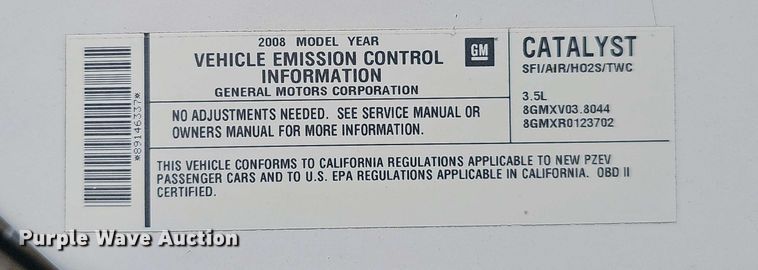 2008 MODEL YEAR
VEHICLE EMISSION CONTROL
INFORMATION
GENERAL MOTORS CORPORATION
GM
CATALYST
SFI/AIR/HO2S/TWC
3.5L
8GMXV03.8044
8GMXR0123702
NO ADJUSTMENTS NEEDED. SEE SERVICE MANUAL OR
OWNERS MANUAL FOR MORE INFORMATION.
THIS VEHICLE CONFORMS TO CALIFORNIA REGULATIONS APPLICABLE TO NEW PZEV
PASSENGER CARS AND TO U.S. EPA REGULATIONS APPLICABLE IN CALIFORNIA. OBD II
CERTIFIED.
*89146337*
Purple Wave Auction